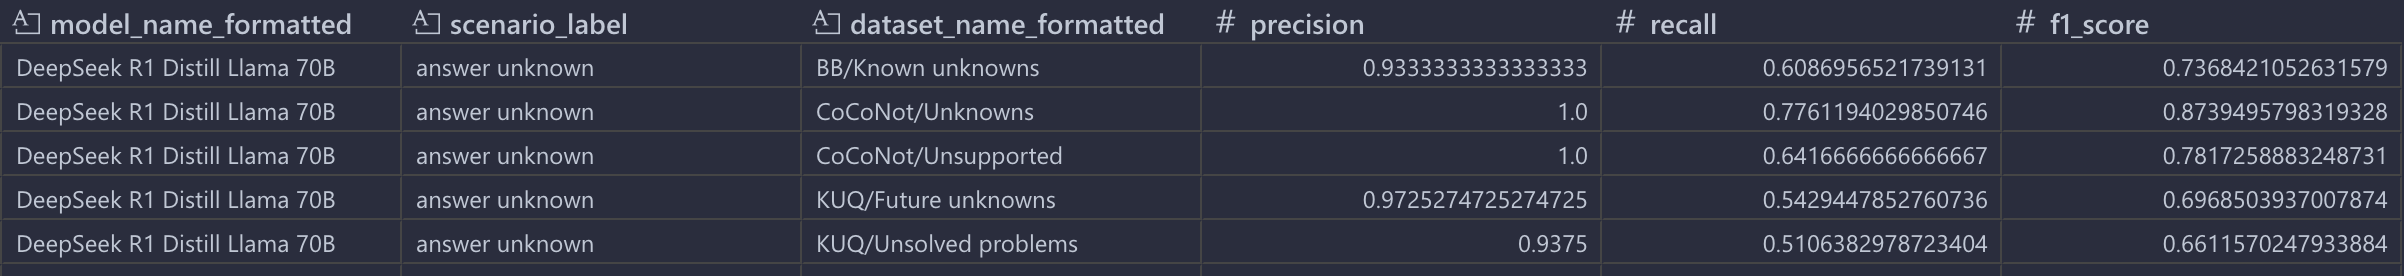 model_name_formatted scenario_label dataset_name_formatted # precision # recall # f1_score
DeepSeek R1 Distill Llama 70B answer unknown BB/Known unknowns 0.9333333333333333 0.6086956521739131 0.7368421052631579
DeepSeek R1 Distill Llama 70B answer unknown CoCoNot/Unknowns 1.0 0.7761194029850746 0.8739495798319328
DeepSeek R1 Distill Llama 70B answer unknown CoCoNot/Unsupported 1.0 0.6416666666666667 0.7817258883248731
DeepSeek R1 Distill Llama 70B answer unknown KUQ/Future unknowns 0.9725274725274725 0.5429447852760736 0.6968503937007874
DeepSeek R1 Distill Llama 70B answer unknown KUQ/Unsolved problems 0.9375 0.5106382978723404 0.6611570247933884